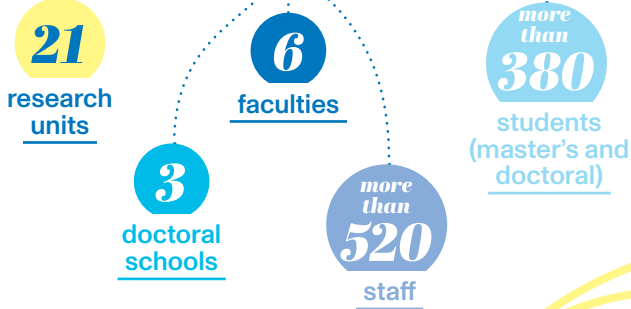 21
research
units
6
faculties
more
than
380
students
(master's and
doctoral)
3
doctoral
schools
more
than
520
staff